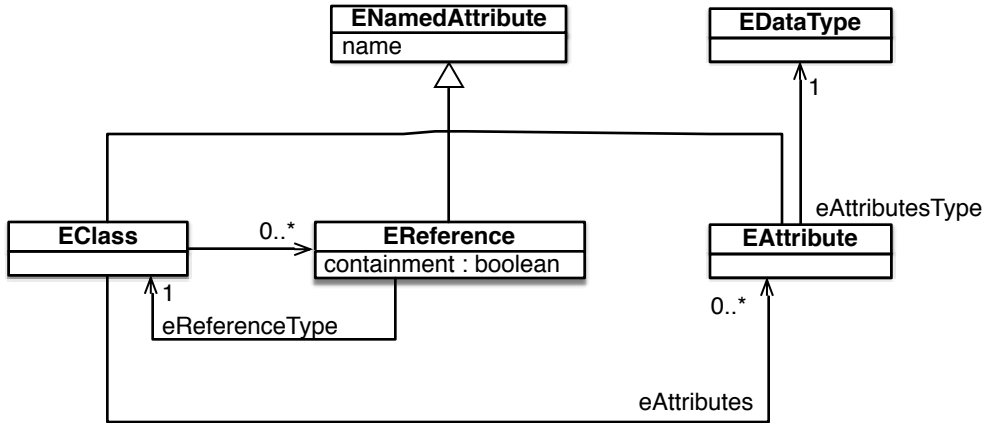 ENamedAttribute
name
EDataType
1
eAttributesType
EClass
0..*
EReference
containment : boolean
EAttribute
1
eReferenceType
0..*
eAttributes